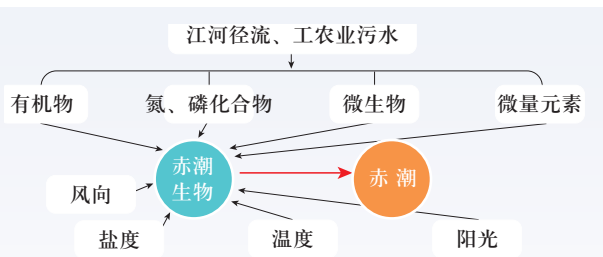 江河径流、工农业污水
有机物
氮、磷化合物
微生物
微量元素
赤潮
生物
赤 潮
风向
盐度
温度
阳光